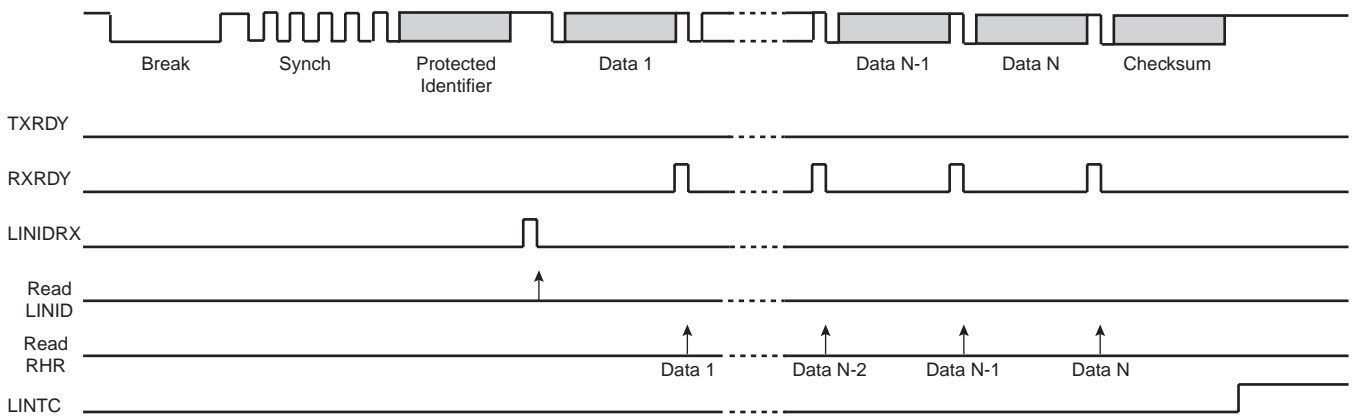 Break
Synch
Protected
Identifier
Data 1
Data N-1
Data N
Checksum
TXRDY
RXRDY
LINIDRX
Read
LINID
Read
RHR
Data 1
Data N-2
Data N-1
Data N
LINTC